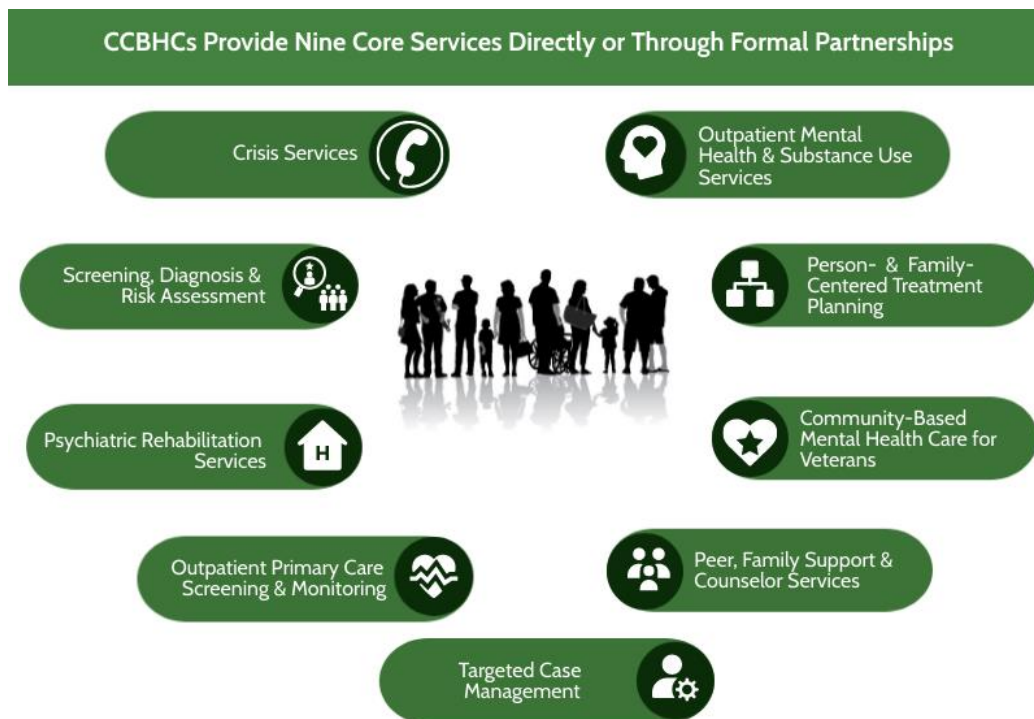 CCBHCs Provide Nine Core Services Directly or Through Formal Partnerships
Crisis Services
Outpatient Mental
Health & Substance Use
Services
Screening, Diagnosis &
Risk Assessment
Person- & Family-
Centered Treatment
Planning
Psychiatric Rehabilitation
Services
H
Community-Based
Mental Health Care for
Veterans
Outpatient Primary Care
Screening & Monitoring
Peer, Family Support &
Counselor Services
Targeted Case
Management